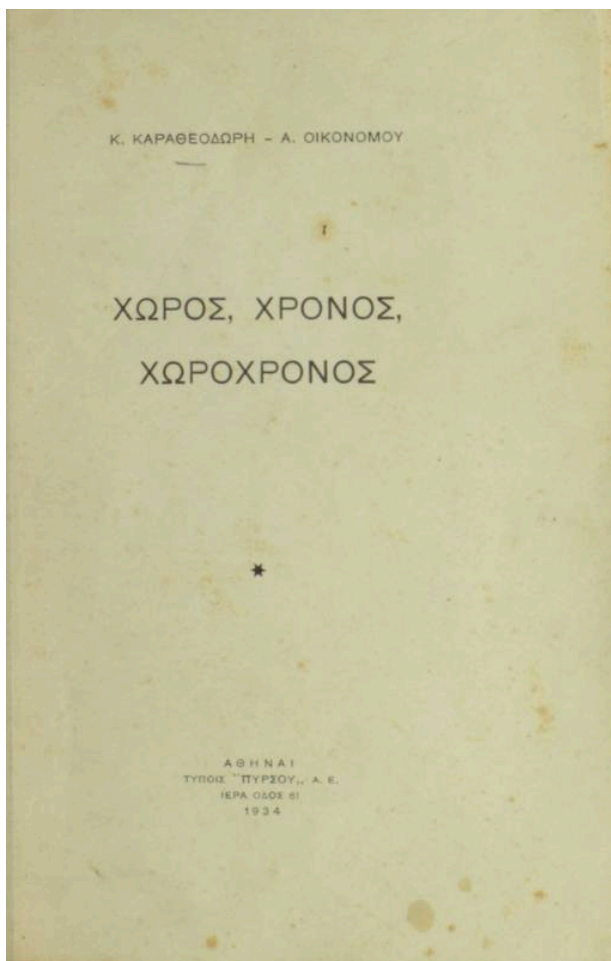 Κ. ΚΑΡΑΘΕΟΔΩΡΗ – Α. ΟΙΚΟΝΟΜΟΥ
ΧΩΡΟΣ, ΧΡΟΝΟΣ,
ΧΩΡΟΧΡΟΝΟΣ
ΑΘΗΝΑΙ
ΤΥΠΟΙΣ "ΠΥΡΣΟΥ,, Α. Ε.
ΙΕΡΑ ΟΔΟΣ 61
1934